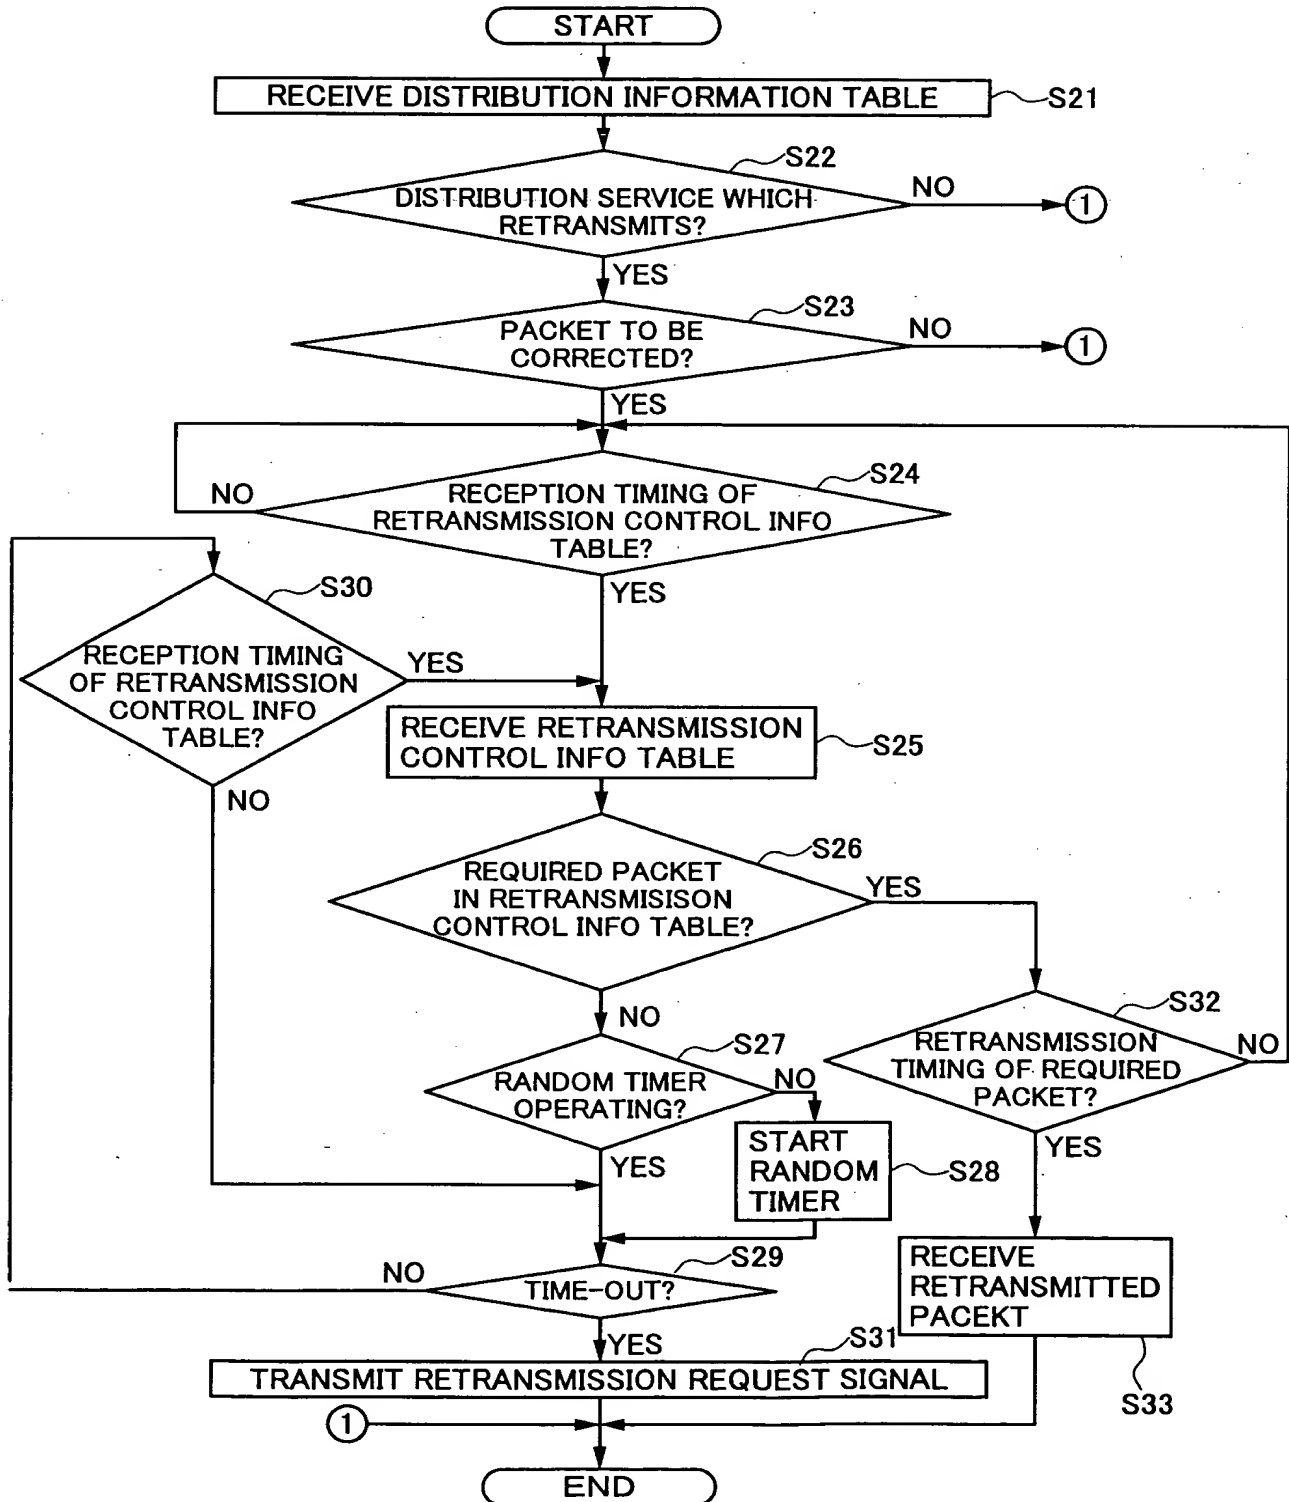 START
RECEIVE DISTRIBUTION INFORMATION TABLE
S21
S22
DISTRIBUTION SERVICE WHICH
RETRANSMITS?
NO
1
YES
S23
PACKET TO BE
CORRECTED?
NO
1
YES
S24
NO
RECEPTION TIMING OF
RETRANSMISSION CONTROL INFO
TABLE?
YES
S30
RECEPTION TIMING
OF RETRANSMISSION
CONTROL INFO
TABLE?
YES
NO
RECEIVE RETRANSMISSION
CONTROL INFO TABLE
S25
S26
REQUIRED PACKET
IN RETRANSMISISON
CONTROL INFO TABLE?
YES
NO
S32
RETRANSMISSION
TIMING OF REQUIRED
PACKET?
NO
YES
S27
RANDOM TIMER
OPERATING?
NO
YES
START
RANDOM
TIMER
S28
S29
TIME-OUT?
NO
YES
RECEIVE
RETRANSMITTED
PACEKT
S33
S31
TRANSMIT RETRANSMISSION REQUEST SIGNAL
1
END